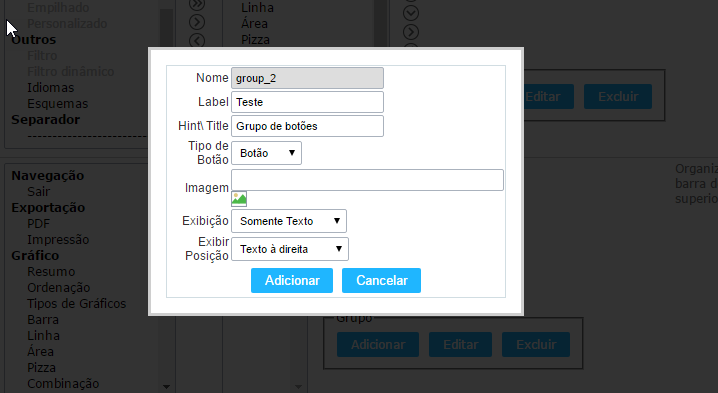 Empilhado
Personalizado
Outros
Filtro
Filtro dinâmico
Idiomas
Esquemas
Separador
--------------------
Linha
Área
Pizza
Editar
Excluir
Nome
group_2
Label
Teste
Hint\ Title
Grupo de botões
Tipo de
Botão
Botão
Imagem
Exibição
Somente Texto
Exibir
Posição
Texto à direita
Adicionar
Cancelar
Navegação
Sair
Exportação
PDF
Impressão
Gráfico
Resumo
Ordenação
Tipos de Gráficos
Barra
Linha
Área
Pizza
Combinação
Organiz
barra d
superio
Grupo
Adicionar
Editar
Excluir